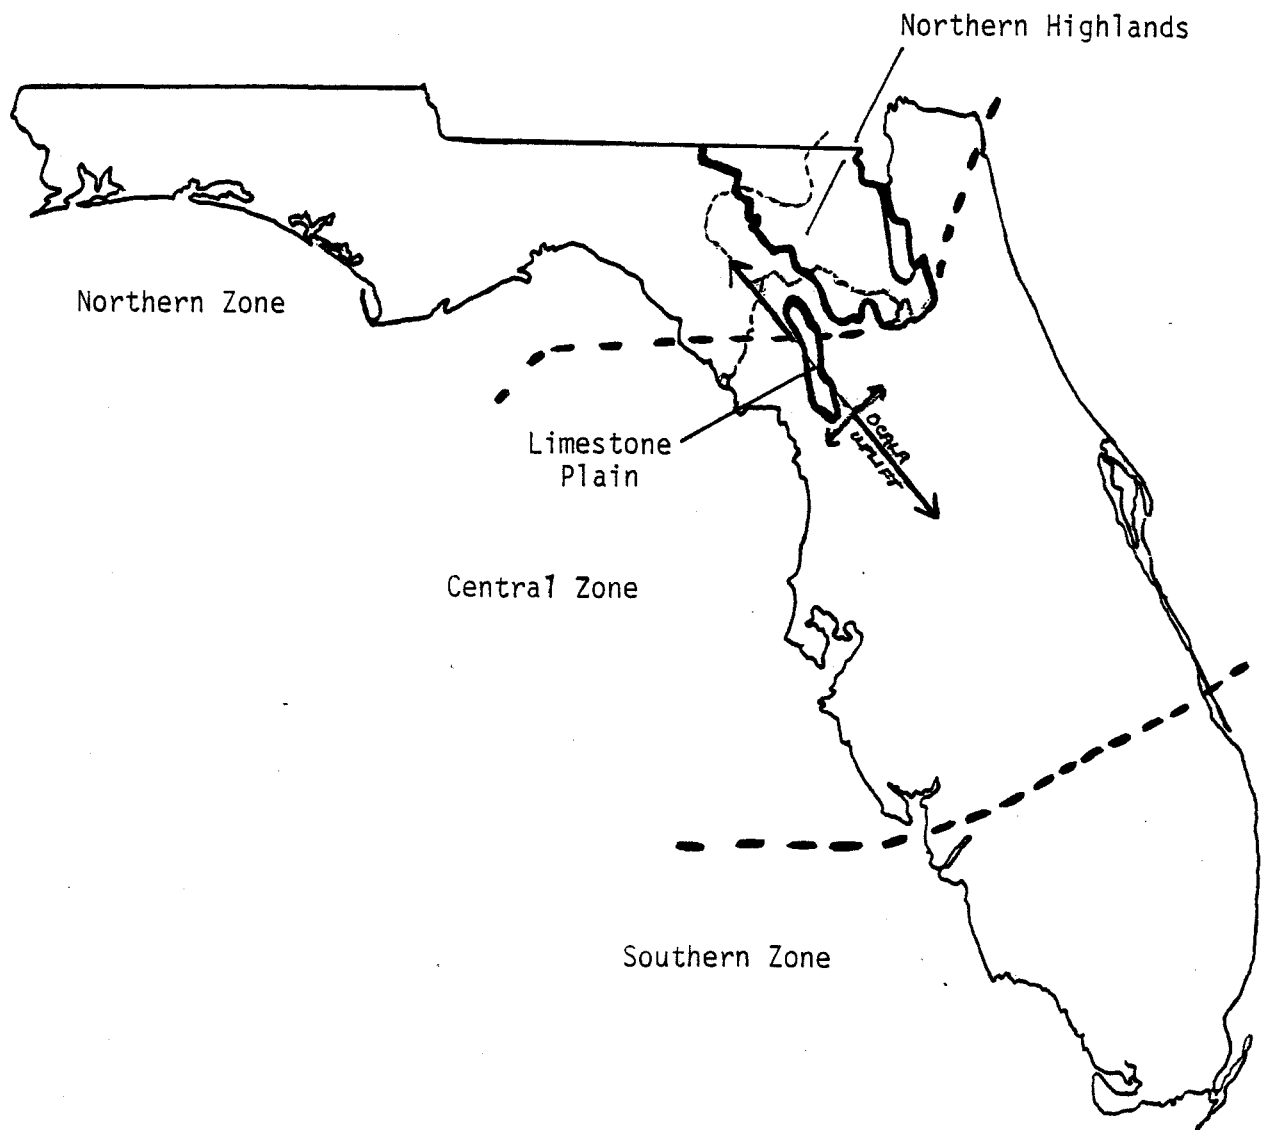 Northern Highlands
Northern Zone
Limestone
Plain
OCALA
UPLIFT
Central Zone
Southern Zone